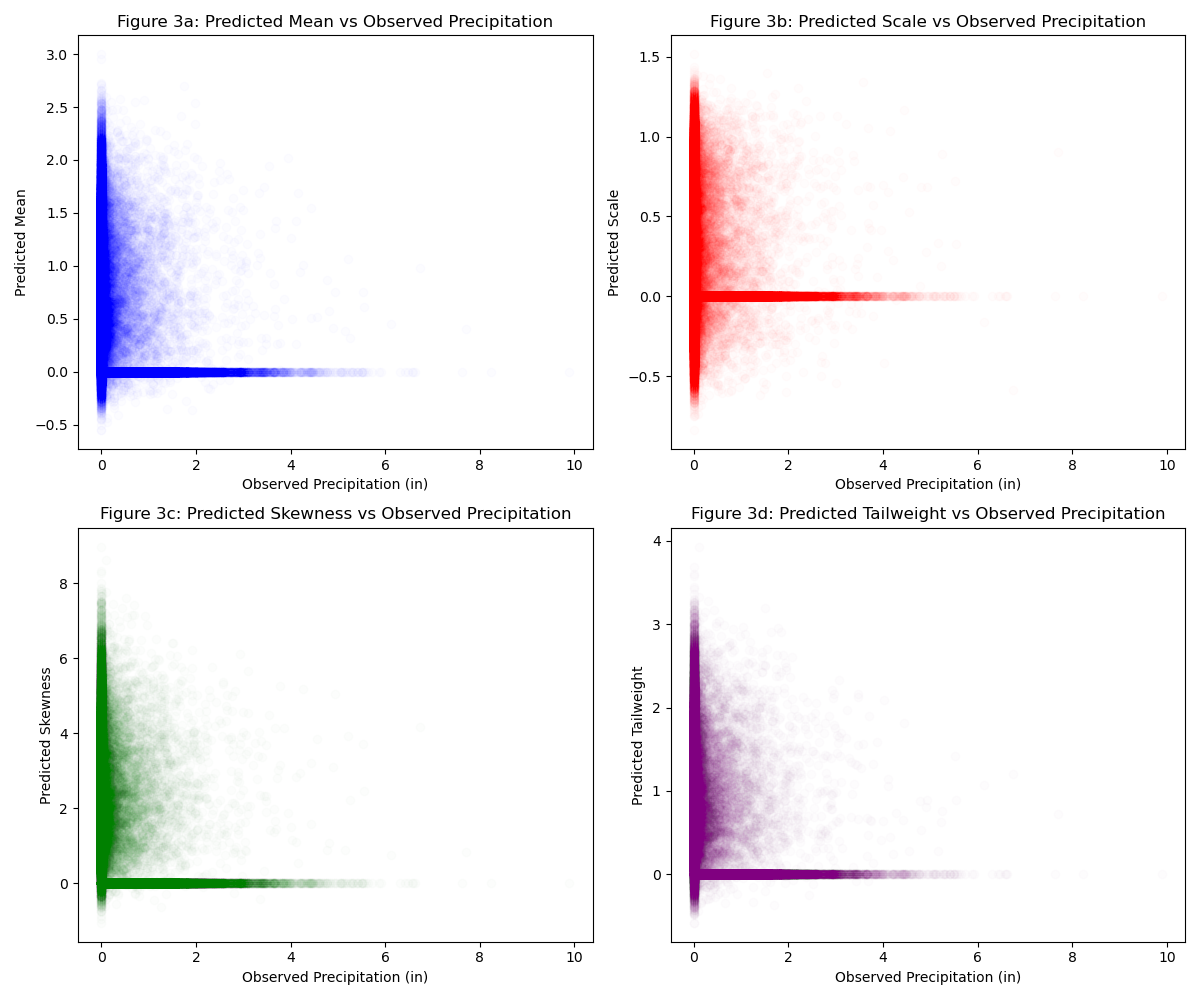 Figure 3a: Predicted Mean vs Observed Precipitation
3.0
2.5
2.0
1.5
1.0
0.5
0.0
−0.5
Predicted Mean
0 2 4 6 8 10
Observed Precipitation (in)
Figure 3b: Predicted Scale vs Observed Precipitation
1.5
1.0
0.5
0.0
−0.5
Predicted Scale
0 2 4 6 8 10
Observed Precipitation (in)
Figure 3c: Predicted Skewness vs Observed Precipitation
8
6
4
2
0
Predicted Skewness
0 2 4 6 8 10
Observed Precipitation (in)
Figure 3d: Predicted Tailweight vs Observed Precipitation
4
3
2
1
0
Predicted Tailweight
0 2 4 6 8 10
Observed Precipitation (in)